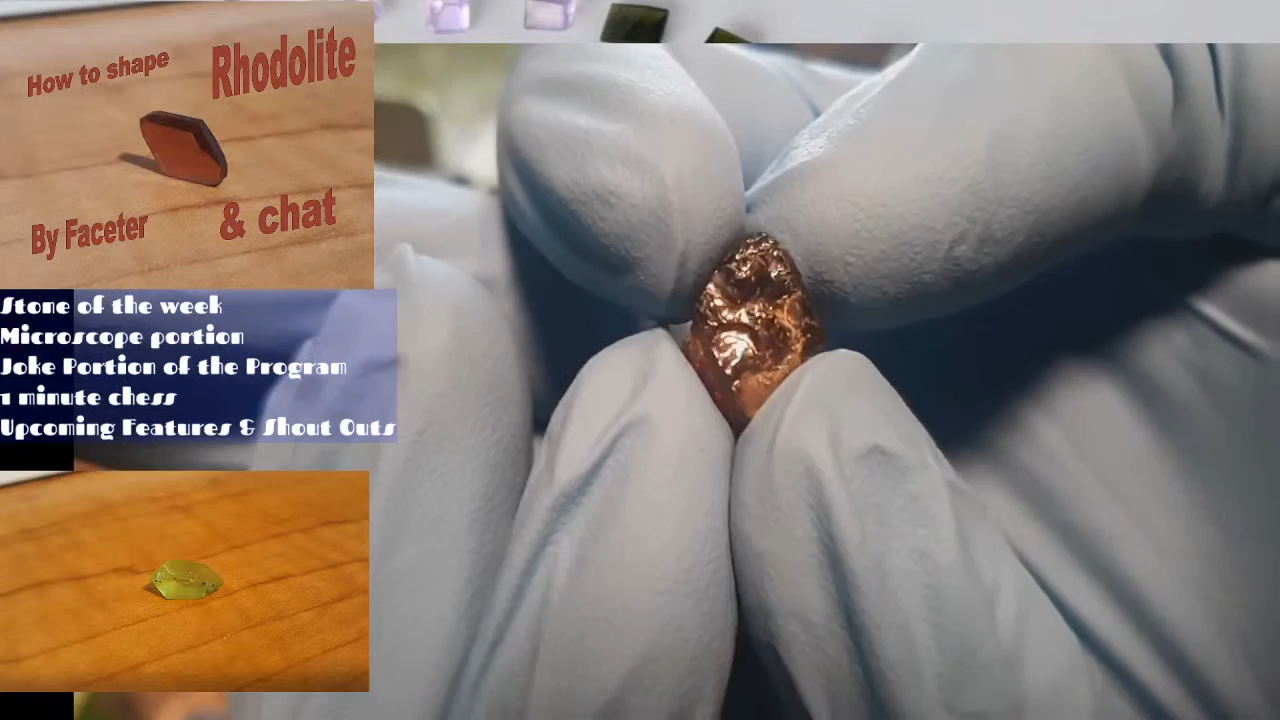 How to shape Rhodolite
By Faceter & chat
Stone of the week
Microscope portion
Joke Portion of the Program
1 minute chess
Upcoming Features & Shout Outs